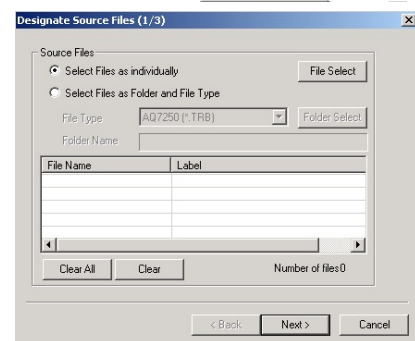 Designate Source Files (1/3)
Source Files
Select Files as individually
File Select
Select Files as Folder and File Type
File Type
AQ7250 (*.TRB)
Folder Select
Folder Name
File Name
Label
Clear All
Clear
Number of files0
< Back
Next >
Cancel